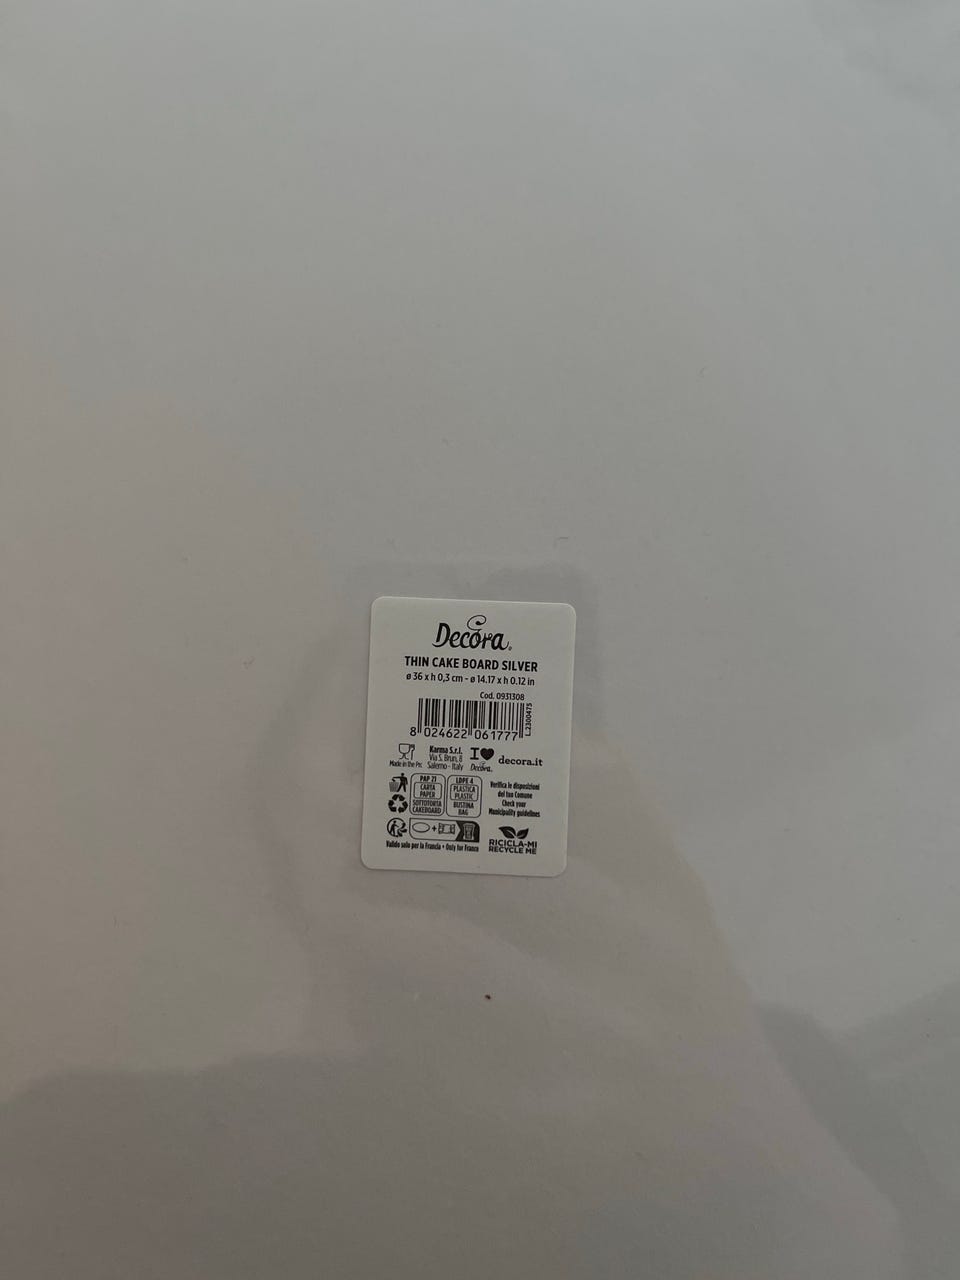 Decora
THIN CAKE BOARD SILVER
ø 36 x h 0,3 cm - ø 14.17 x h 0.12 in
Cod. 0931308
8 024622 061777
L:2300475
Made in the Prc
Karma S.r.l.
Via S. Brun, 8
Salerno - Italy
I
Decora
decora.it
PAP 21
CARTA
PAPER
SOTTOTORTA
CAKEBOARD
LDPE 4
PLASTICA
PLASTIC
BUSTINA
BAG
Verifica le disposizioni
del tuo Comune
Check your
Municipality guidelines
+
Valido solo per la Francia • Only for France
RICICLA-MI
RECYCLE ME